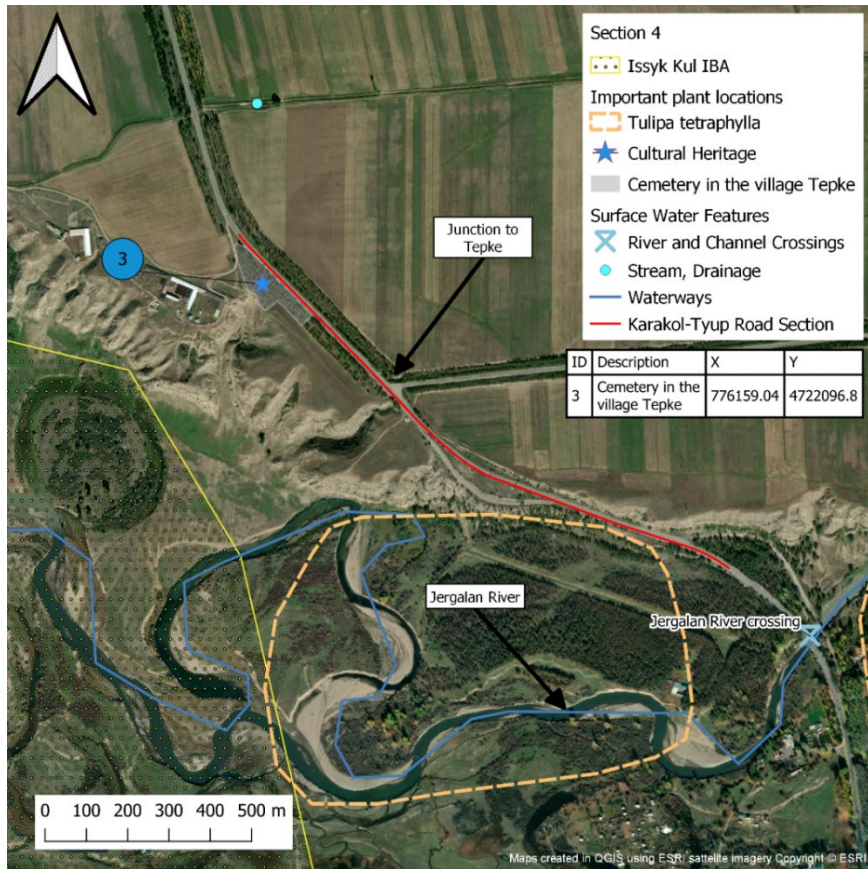 Section 4
Issyk Kul IBA
Important plant locations
Tulipa tetraphylla
Cultural Heritage
Cemetery in the village Tepke
Surface Water Features
River and Channel Crossings
Stream, Drainage
Waterways
Karakol-Tyup Road Section
Junction to
Tepke
3
ID Description X Y
3 Cemetery in the village Tepke 776159.04 4722096.8
Jergalan River
Jergalan River crossing
0 100 200 300 400 500 m
Maps created in QGIS using ESRI sattelite imagery Copyright © ESRI